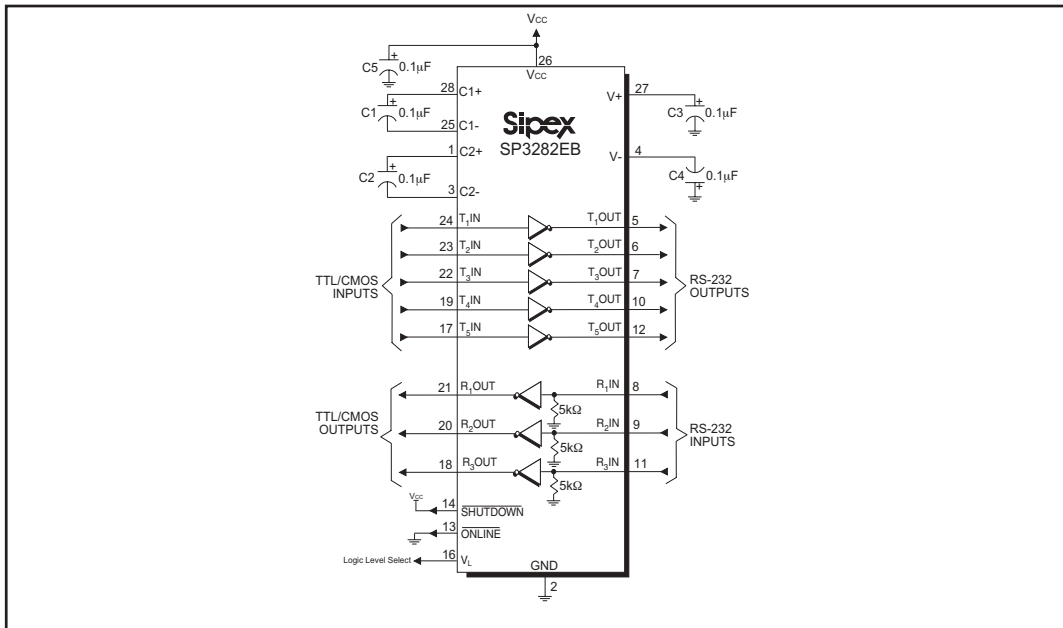 VCC
26
VCC
C5
+
0.1µF
28
C1+
C1
+
0.1µF
25
C1-
1
C2+
C2
+
0.1µF
3
C2-
Sipex
SP3282EB
V+
27
+
C3
0.1µF
V-
4
C4
0.1µF
+
TTL/CMOS
INPUTS
24 T1IN T1OUT 5
23 T2IN T2OUT 6
22 T3IN T3OUT 7
19 T4IN T4OUT 10
17 T5IN T5OUT 12
RS-232
OUTPUTS
TTL/CMOS
OUTPUTS
21 R1OUT R1IN 8
5kΩ
20 R2OUT R2IN 9
5kΩ
18 R3OUT R3IN 11
5kΩ
RS-232
INPUTS
VCC
14
SHUTDOWN
13
ONLINE
Logic Level Select
16
VL
GND
2